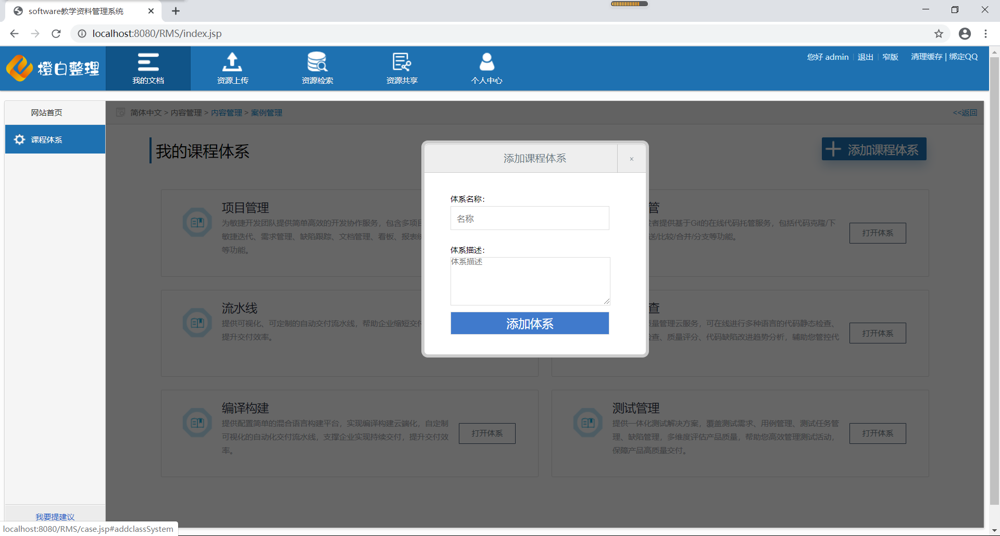 software教学资料管理系统
localhost:8080/RMS/index.jsp
橙白整理
我的文档
资源上传
资源检索
资源共享
个人中心
您好 admin
退出
窄版
清理缓存 | 绑定QQ
网站首页
课程体系
简体中文 > 内容管理 > 内容管理 > 案例管理
<<返回
我的课程体系
添加课程体系
添加课程体系
×
体系名称：
名称
体系描述：
体系描述
添加体系
项目管理
为敏捷开发团队提供简单高效的开发协作服务，包含多项目
敏捷迭代、需求管理、缺陷跟踪、文档管理、看板、报表统
等功能。
管
发者提供基于Git的在线代码托管服务，包括代码克隆/下
送/比较/合并/分支等功能。
打开体系
流水线
提供可视化、可定制的自动交付流水线，帮助企业缩短交付
提升交付效率。
查
质量管理云服务，可在线进行多种语言的代码静态检查、
检查、质量评分、代码缺陷改进趋势分析，辅助您管控代
打开体系
编译构建
提供配置简单的混合语言构建平台，实现编译构建云端化，自定制
可视化的自动化交付流水线，支撑企业实现持续交付，提升交付效
率。
打开体系
测试管理
提供一体化测试解决方案，覆盖测试需求、用例管理、测试任务管
理、缺陷管理，多维度评估产品质量，帮助您高效管理测试活动，
保障产品高质量交付。
打开体系
我要提建议
localhost:8080/RMS/case.jsp#addclassSystem